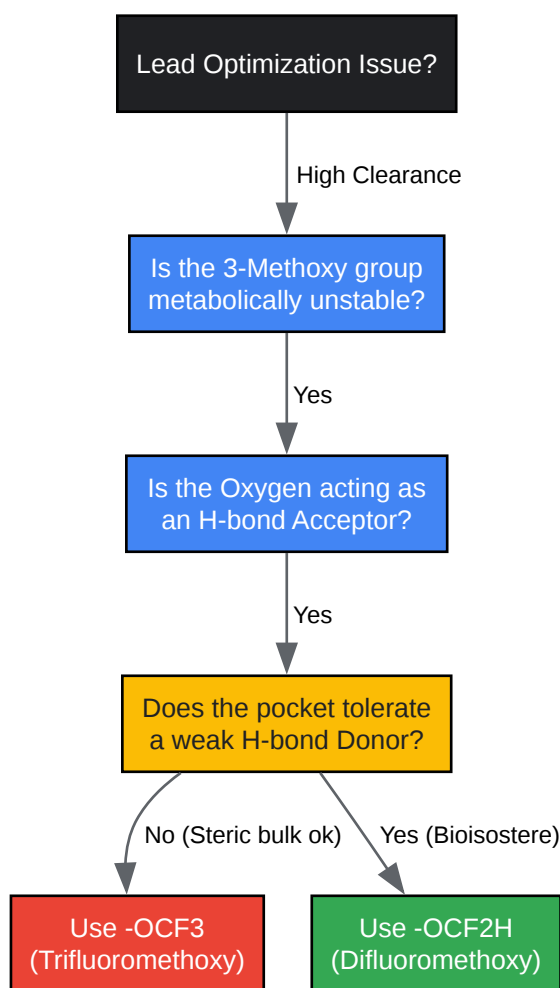 Lead Optimization Issue?
High Clearance
Is the 3-Methoxy group
metabolically unstable?
Yes
Is the Oxygen acting as
an H-bond Acceptor?
Yes
Does the pocket tolerate
a weak H-bond Donor?
No (Steric bulk ok)
Yes (Bioisostere)
Use -OCF3
(Trifluoromethoxy)
Use -OCF2H
(Difluoromethoxy)